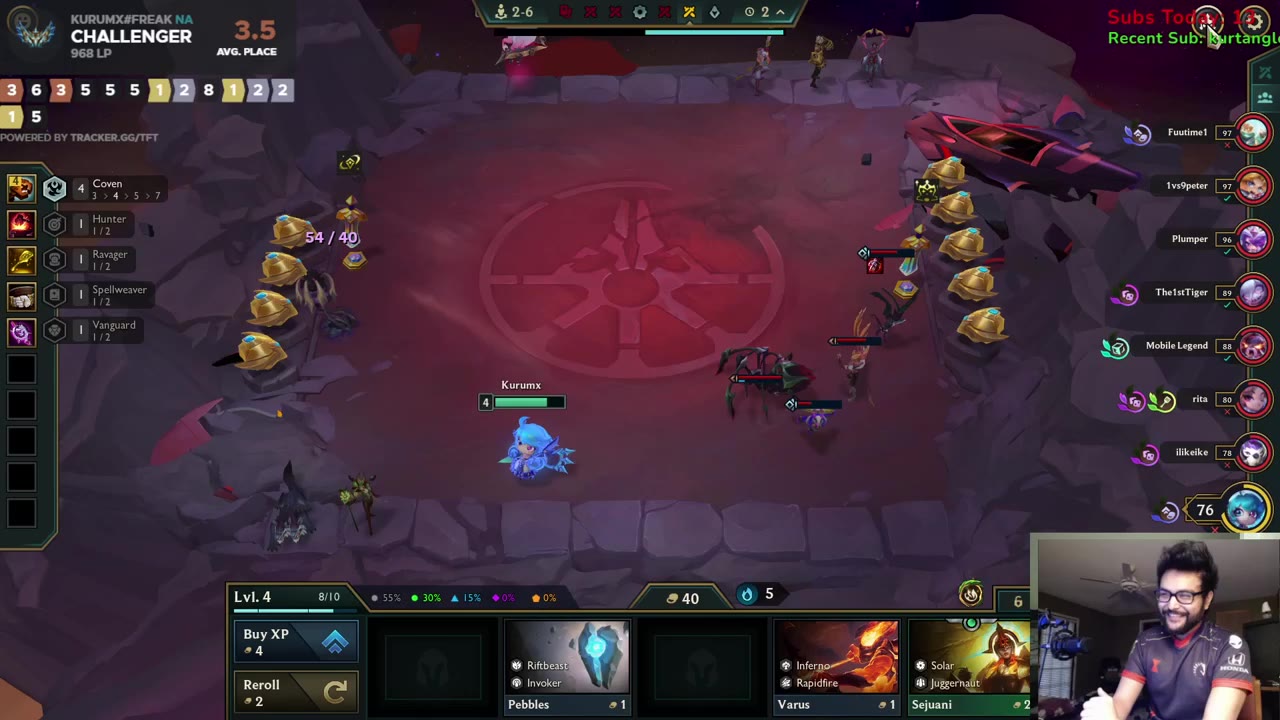 KURUMX#FREAK NA
CHALLENGER
968 LP
3.5
AVG. PLACE
3 6 3 5 5 5 1 2 8 1 2 2
1 5
POWERED BY TRACKER.GG/TFT
2-6
2
Subs Today: 1
Recent Sub: kurtangle
4 Coven
3 > 4 > 5 > 7
1 Hunter
1 / 2
1 Ravager
1 / 2
1 Spellweaver
1 / 2
1 Vanguard
1 / 2
54 / 40
Kurumx
4
Fuutime1 97
1vs9peter 97
Plumper 96
The1stTiger 89
Mobile Legend 88
rita 80
ilikeike 78
76
Lvl. 4 8/10
55% 30% 15% 0% 0%
40
5
6
Buy XP
4
Reroll
2
Riftbeast
Invoker
Pebbles 1
Inferno
Rapidfire
Varus 1
Solar
Juggernaut
Sejuani 2
HONDA